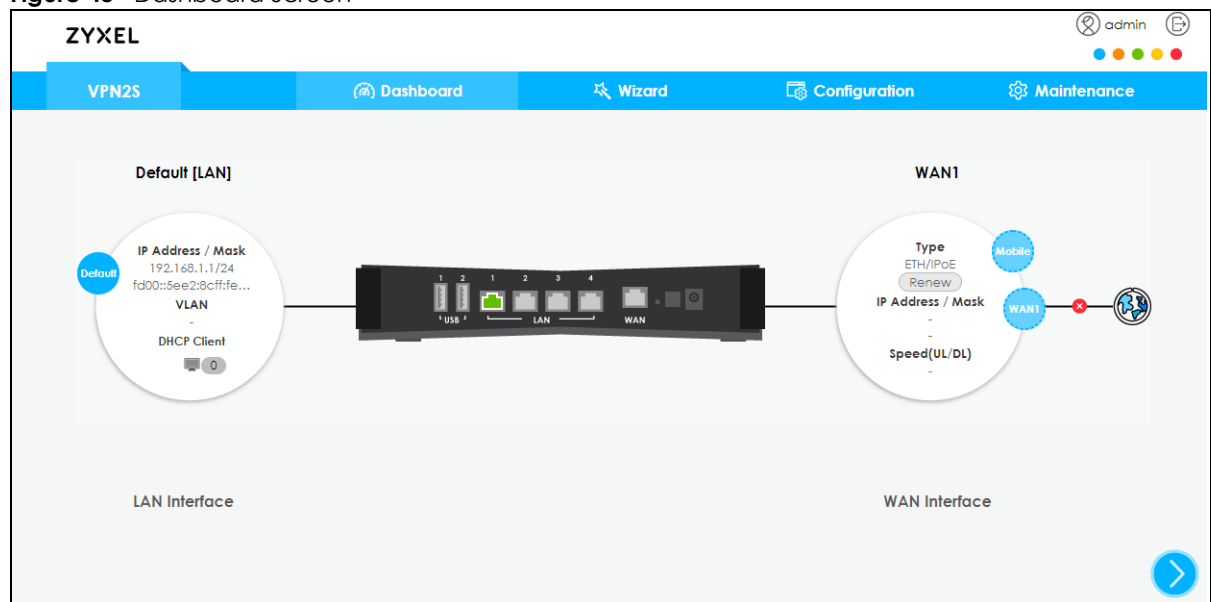 ZYXEL
admin
VPN2S
Dashboard
Wizard
Configuration
Maintenance
Default [LAN]
WAN1
Default
IP Address / Mask
192.168.1.1/24
fd00::5ee2:8cff:fe...
VLAN
-
DHCP Client
0
1 2 1 2 3 4
USB LAN WAN
Type
ETH/IPoE
Renew
IP Address / Mask
-
-
Speed(UL/DL)
-
Mobile
WAN1
LAN Interface
WAN Interface